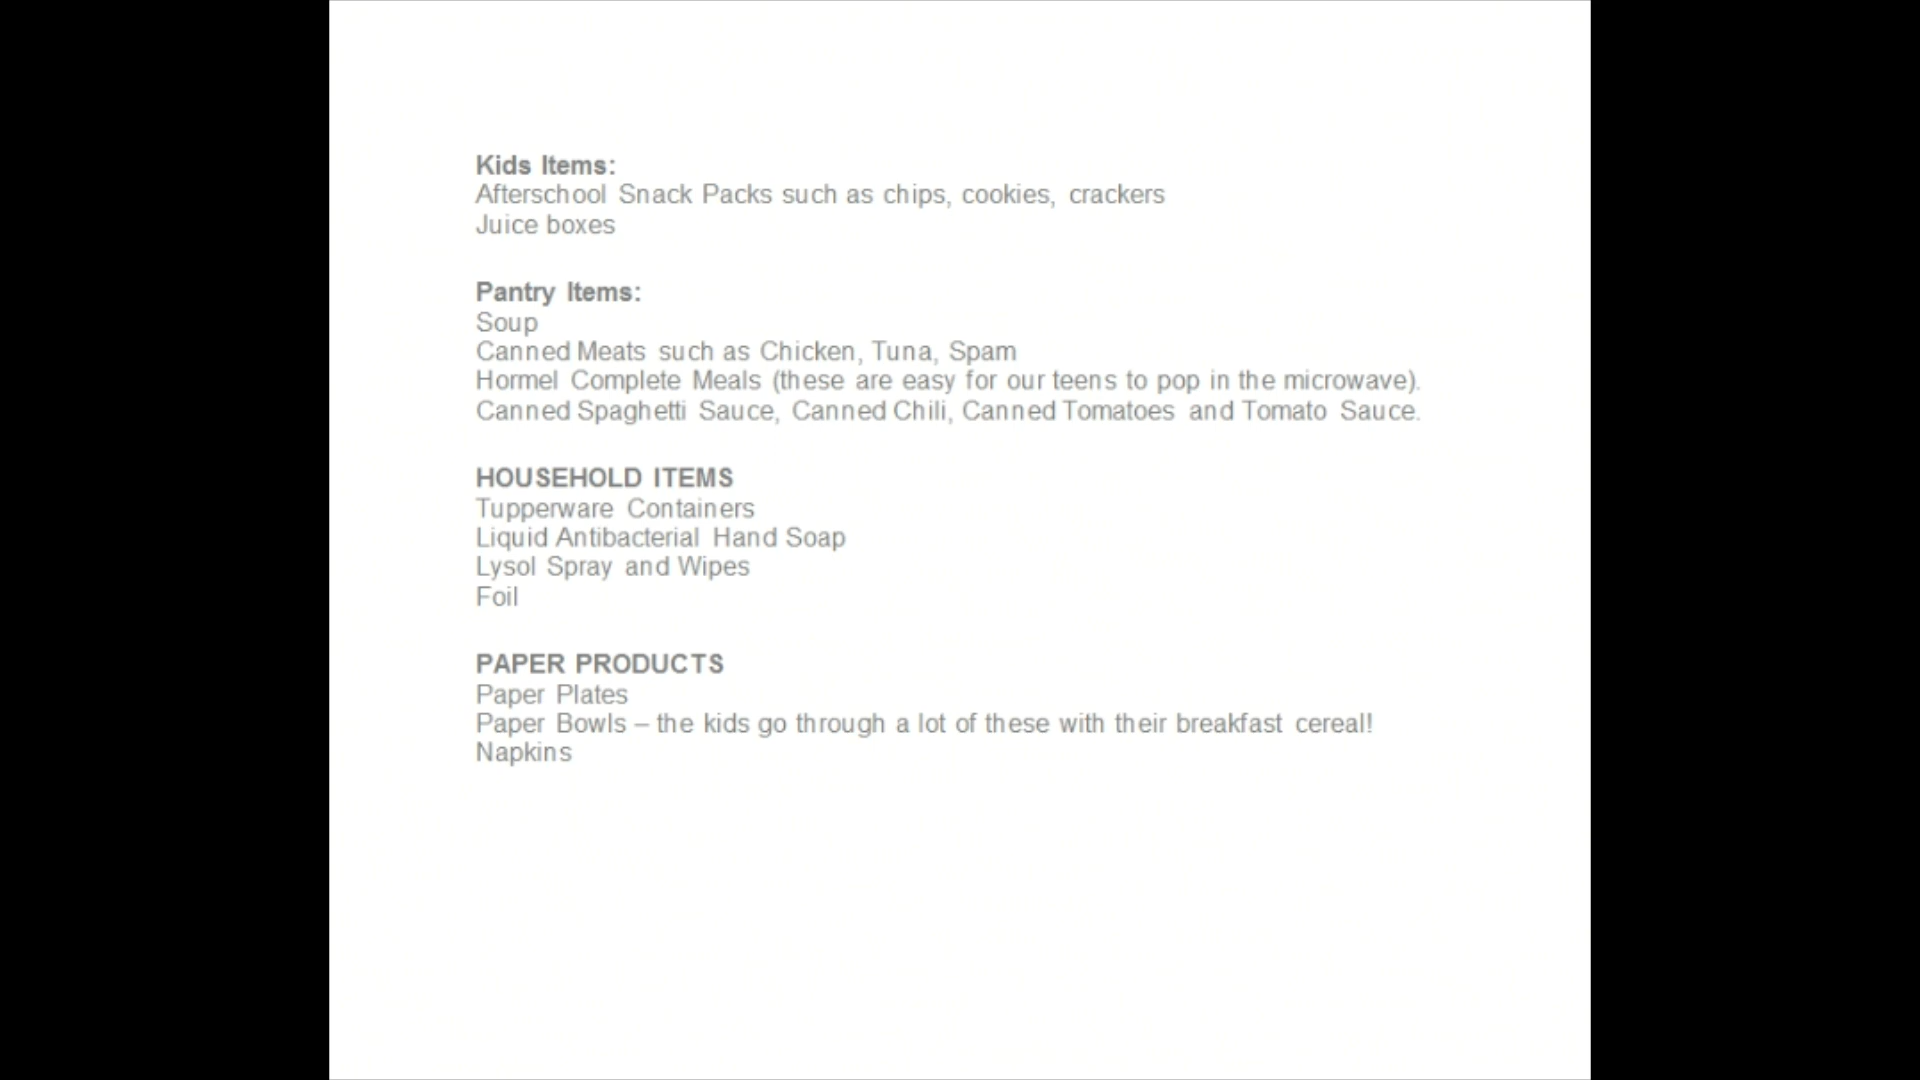 Kids Items:
Afterschool Snack Packs such as chips, cookies, crackers
Juice boxes
Pantry Items:
Soup
Canned Meats such as Chicken, Tuna, Spam
Hormel Complete Meals (these are easy for our teens to pop in the microwave).
Canned Spaghetti Sauce, Canned Chili, Canned Tomatoes and Tomato Sauce.
HOUSEHOLD ITEMS
Tupperware Containers
Liquid Antibacterial Hand Soap
Lysol Spray and Wipes
Foil
PAPER PRODUCTS
Paper Plates
Paper Bowls – the kids go through a lot of these with their breakfast cereal!
Napkins